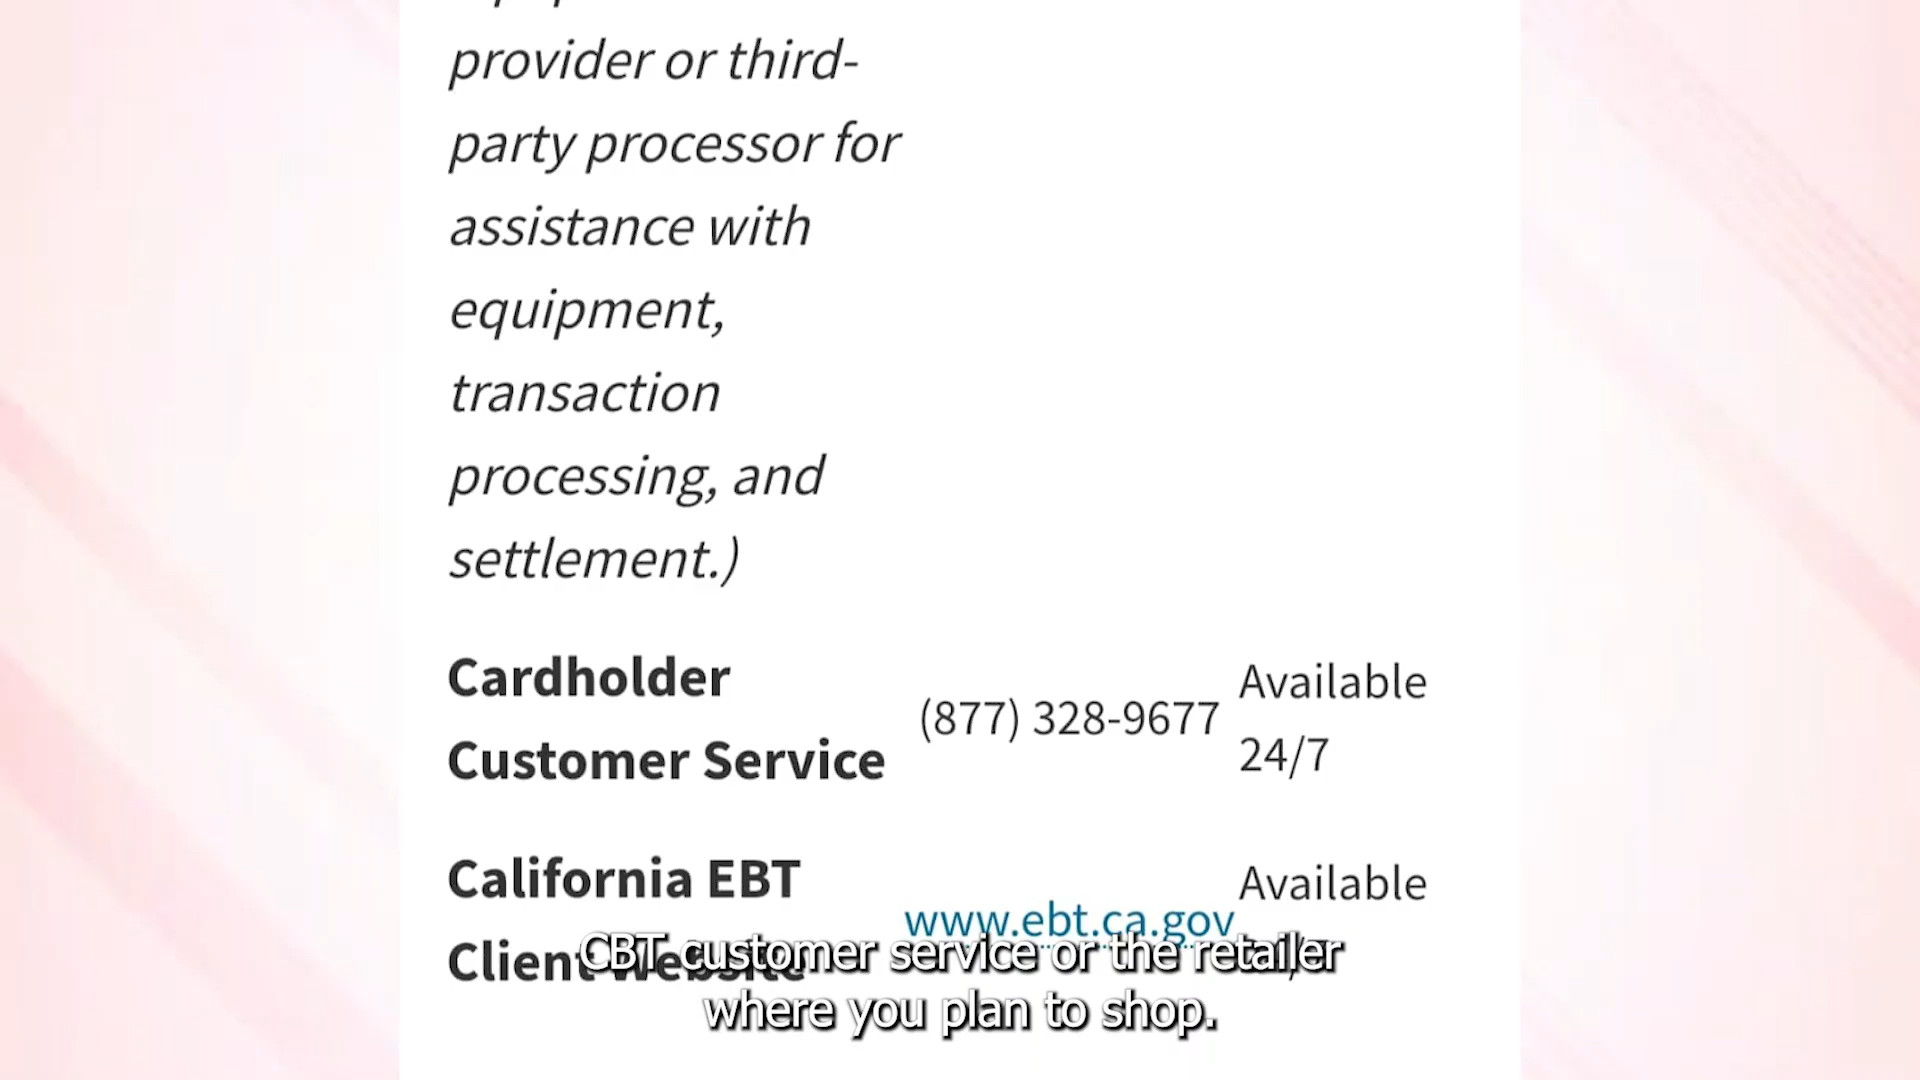 provider or third-
party processor for
assistance with
equipment,
transaction
processing, and
settlement.)
Cardholder
Customer Service
(877) 328-9677
Available
24/7
California EBT
Client Website
www.ebt.ca.gov
Available
CBT customer service or the retailer
where you plan to shop.